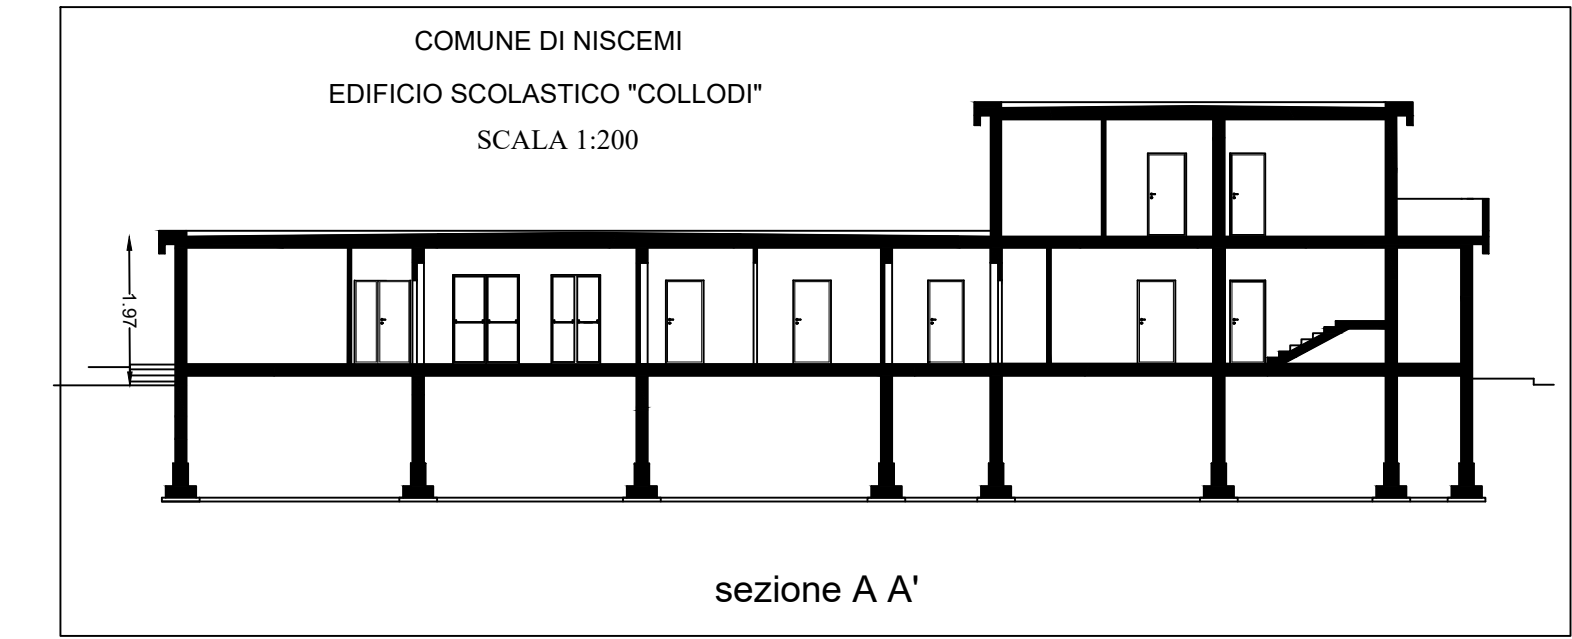 COMUNE DI NISCEMI
EDIFICIO SCOLASTICO "COLLODI"
SCALA 1:200
1.97
sezione A A'